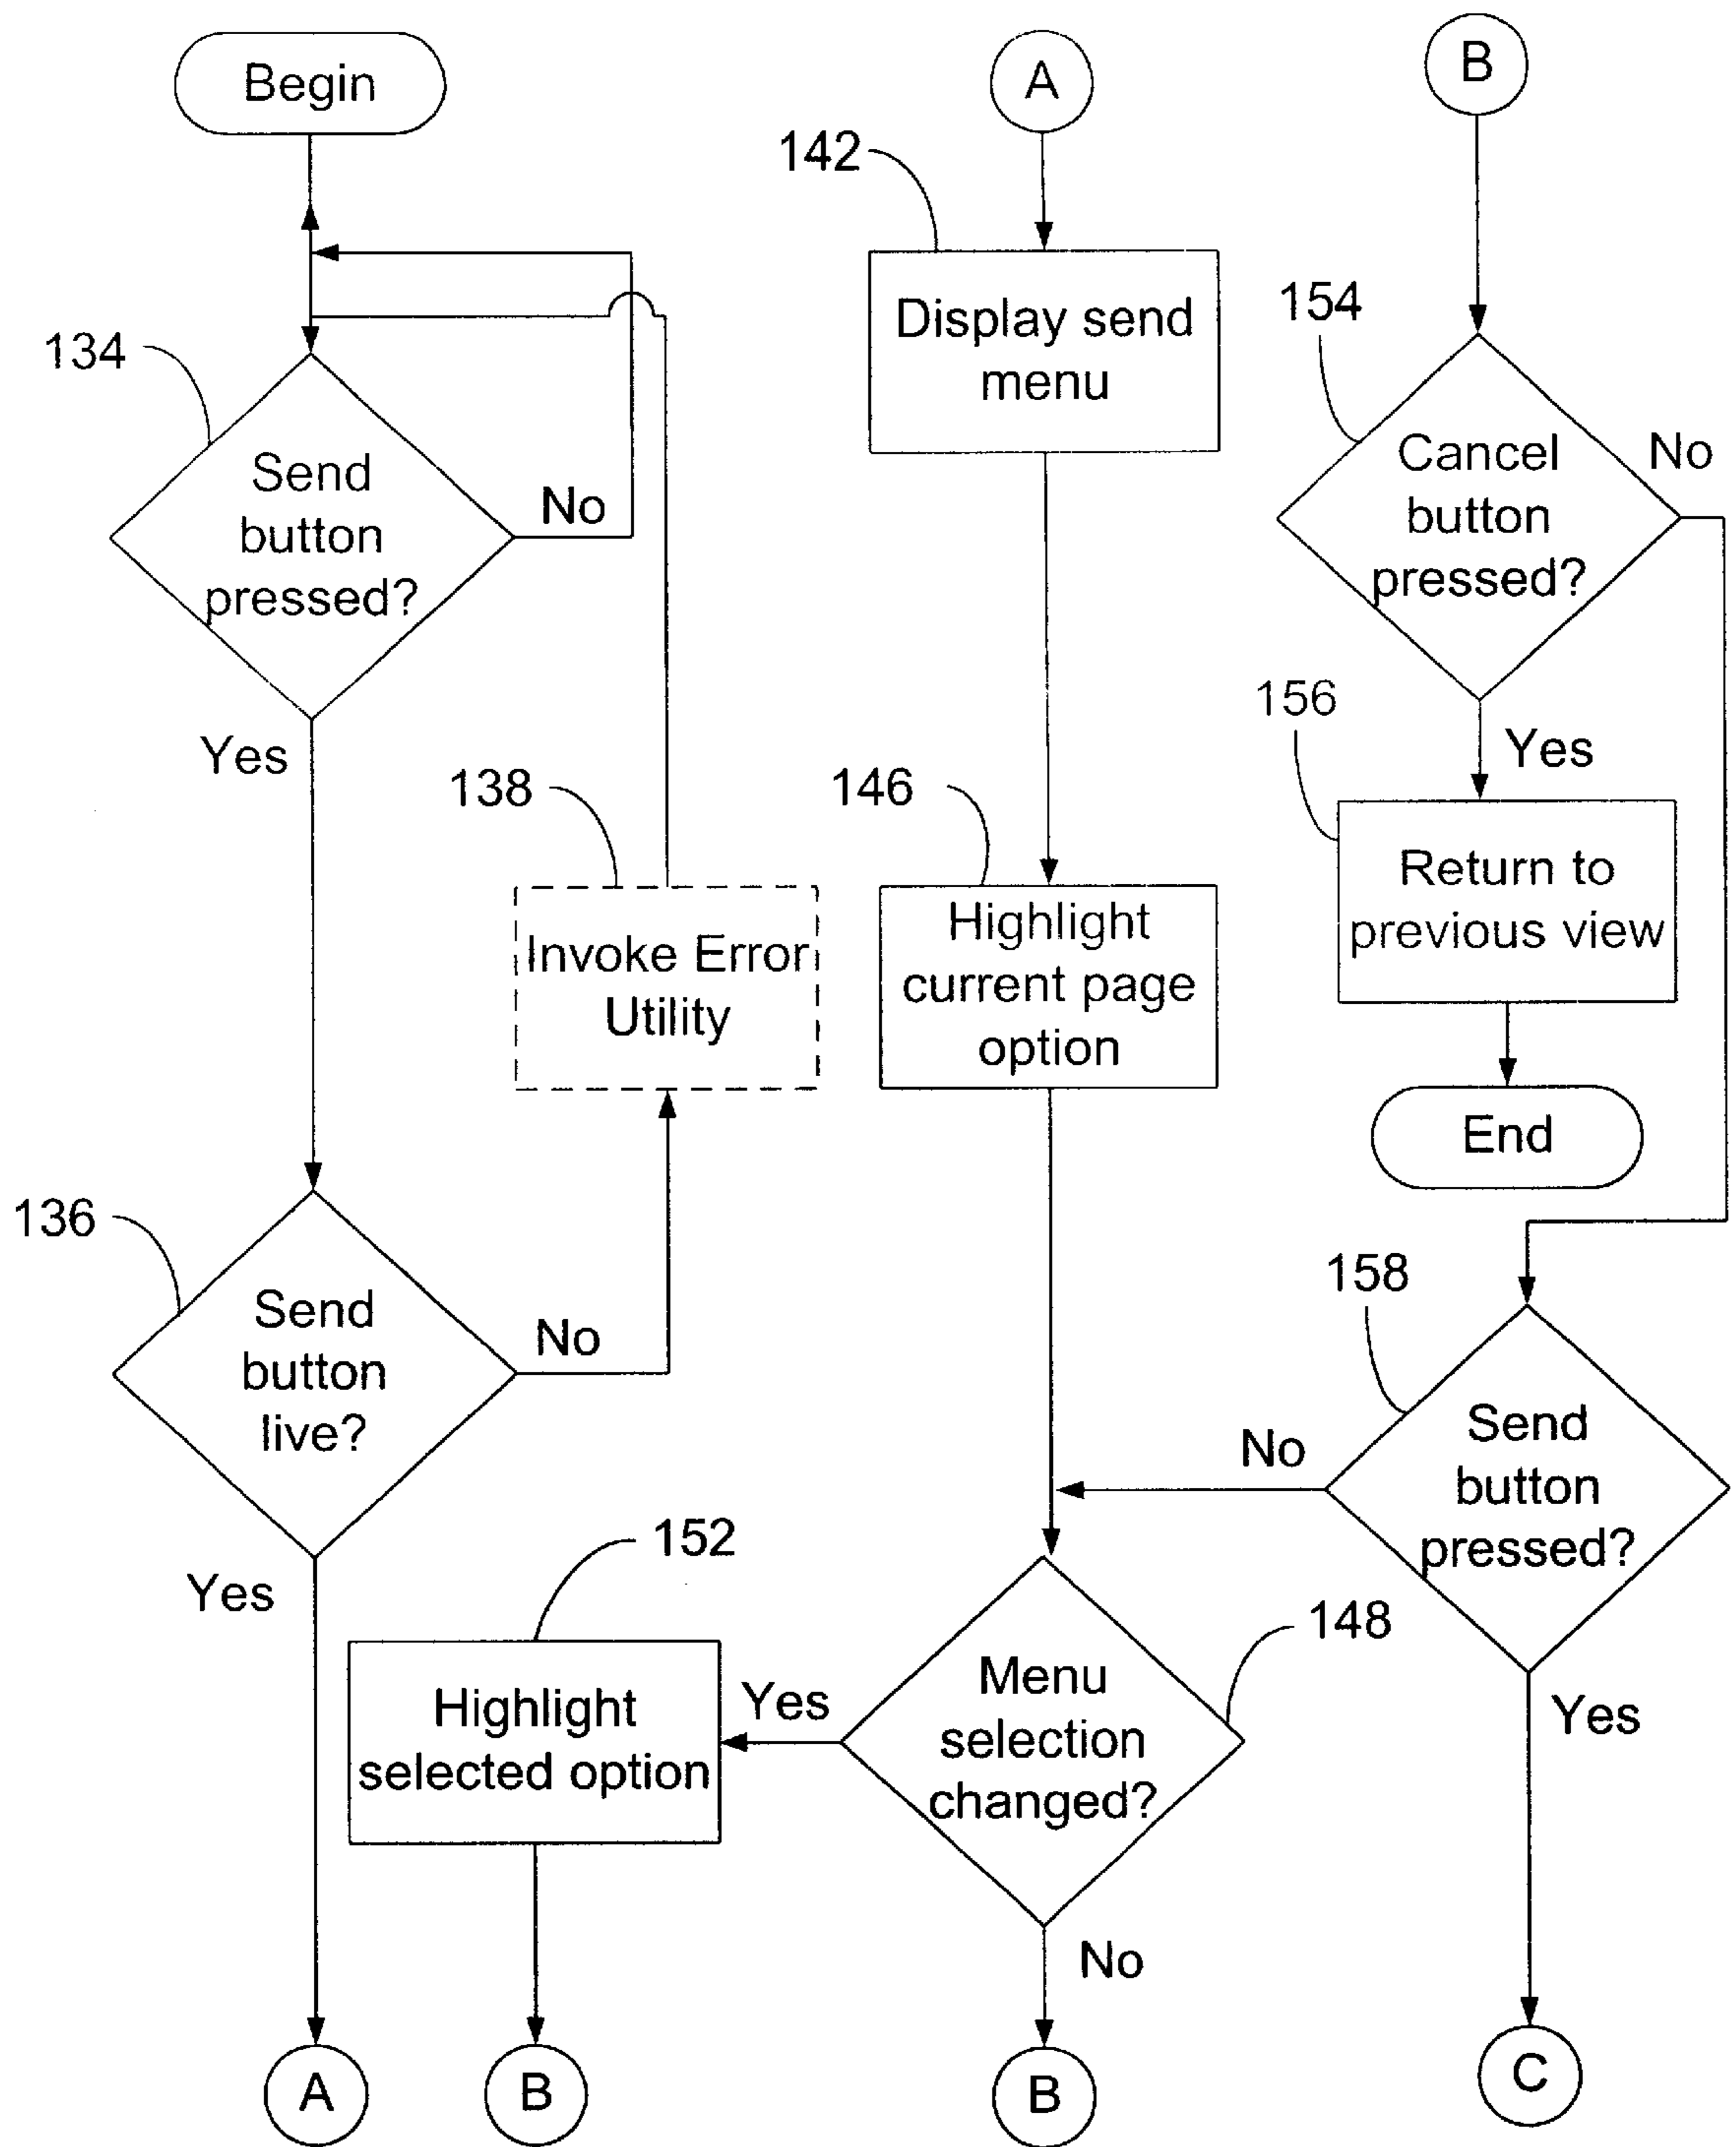 Begin
134
Send
button
pressed?
No
Yes
138
Invoke Error
Utility
136
Send
button
live?
No
Yes
A
A
142
Display send
menu
146
Highlight
current page
option
148
Menu
selection
changed?
Yes
152
Highlight
selected option
B
No
B
B
154
Cancel
button
pressed?
No
Yes
156
Return to
previous view
End
158
Send
button
pressed?
No
Yes
C